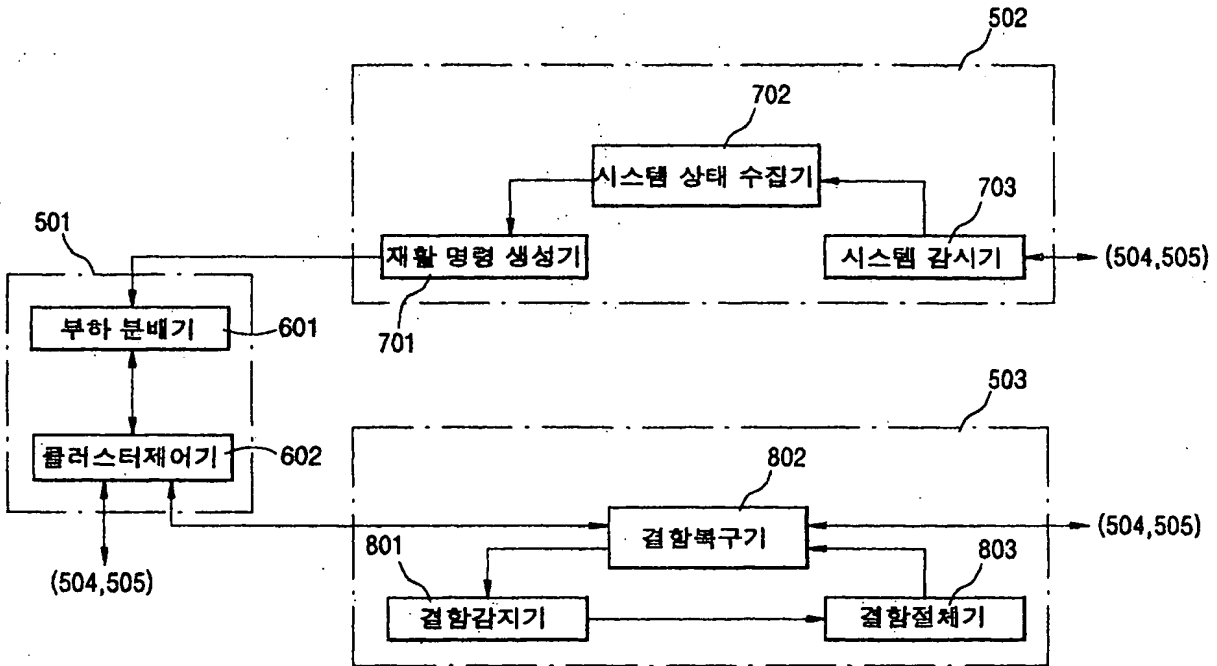 502
702
시스템 상태 수집기
703
501
재활 명령 생성기
시스템 감시기
(504,505)
부하 분배기
601
701
503
클러스터제어기
602
802
801
결함복구기
(504,505)
803
(504,505)
결함감지기
결함절체기